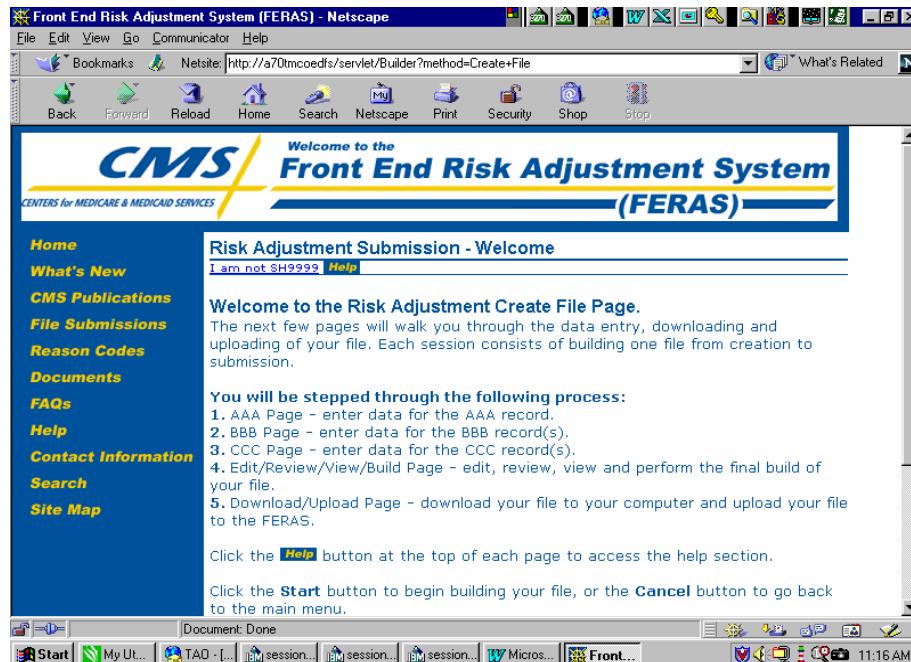 Front End Risk Adjustment System (FERAS) - Netscape
File Edit View Go Communicator Help
Bookmarks Netsite: http://a70tmcoedfs/servlet/Builder?method=Create+File What's Related
Back Forward Reload Home Search Netscape Print Security Shop Stop
Welcome to the
CMS Front End Risk Adjustment System
(FERAS)
CENTERS for MEDICARE & MEDICAID SERVICES
Home
What's New
CMS Publications
File Submissions
Reason Codes
Documents
FAQs
Help
Contact Information
Search
Site Map
Risk Adjustment Submission - Welcome
I am not SH9999 Help
Welcome to the Risk Adjustment Create File Page.
The next few pages will walk you through the data entry, downloading and
uploading of your file. Each session consists of building one file from creation to
submission.
You will be stepped through the following process:
1. AAA Page - enter data for the AAA record.
2. BBB Page - enter data for the BBB record(s).
3. CCC Page - enter data for the CCC record(s).
4. Edit/Review/View/Build Page - edit, review, view and perform the final build of
your file.
5. Download/Upload Page - download your file to your computer and upload your file
to the FERAS.
Click the Help button at the top of each page to access the help section.
Click the Start button to begin building your file, or the Cancel button to go back
to the main menu.
Document: Done
Start My Ut... TAO - [... session... session... session... Micros... Front... 11:16 AM